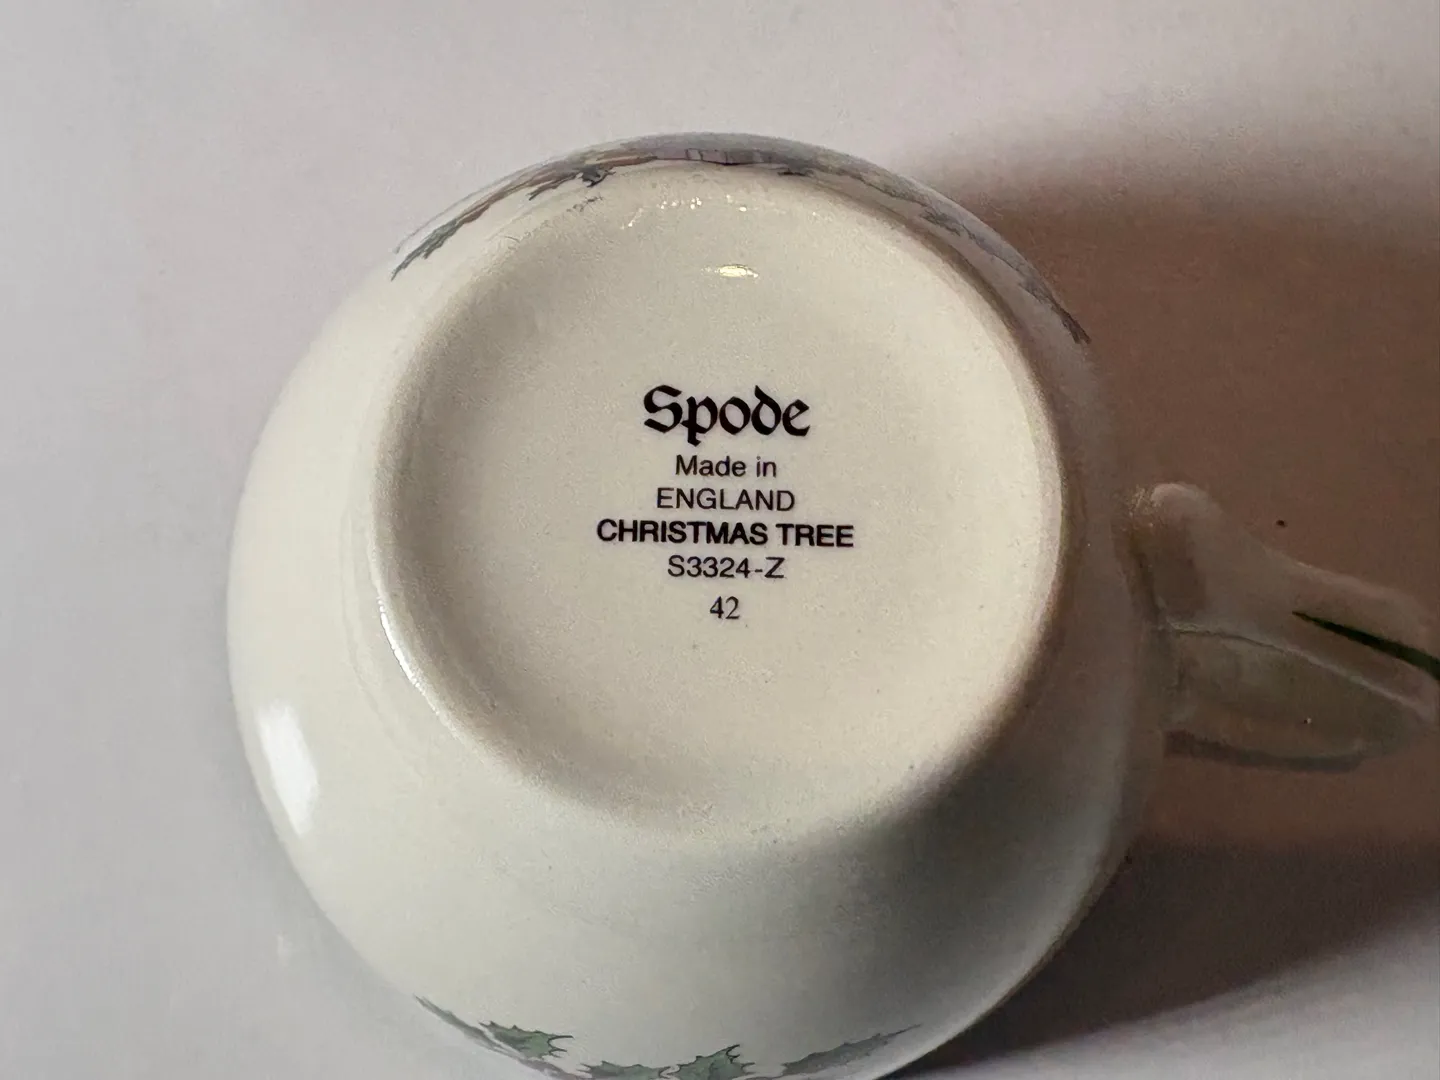 Spode
Made in
ENGLAND
CHRISTMAS TREE
S3324-Z
42